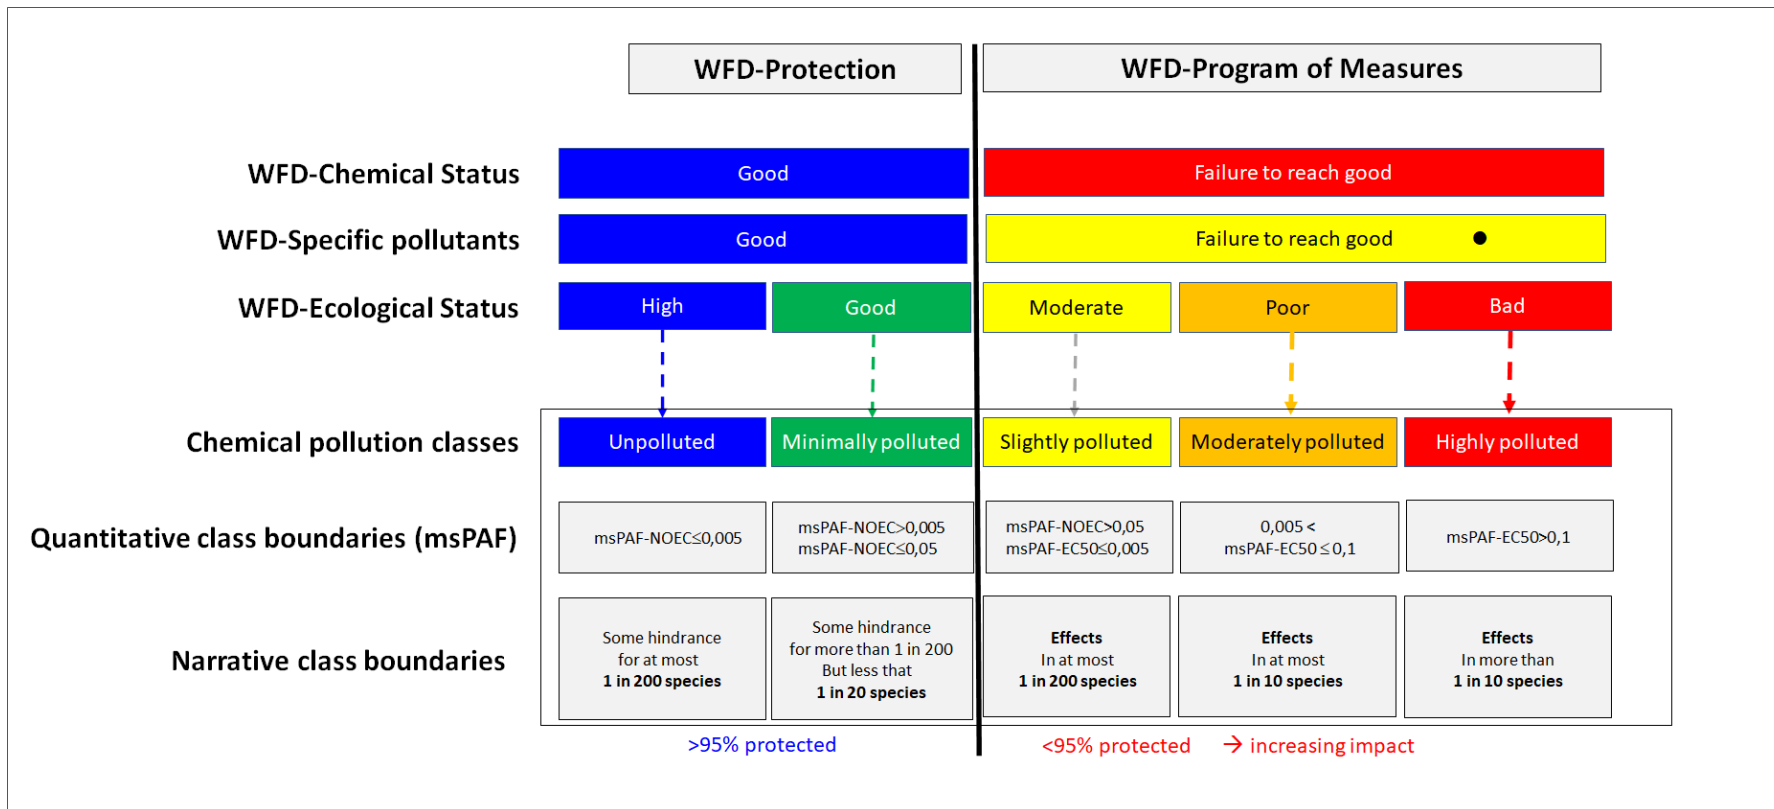 WFD-Protection
WFD-Program of Measures
WFD-Chemical Status
Good
Failure to reach good
WFD-Specific pollutants
Good
Failure to reach good
WFD-Ecological Status
High
Good
Moderate
Poor
Bad
Chemical pollution classes
Unpolluted
Minimally polluted
Slightly polluted
Moderately polluted
Highly polluted
Quantitative class boundaries (msPAF)
msPAF-NOEC≤0,005
msPAF-NOEC>0,005
msPAF-NOEC≤0,05
msPAF-NOEC>0,05
msPAF-EC50≤0,005
0,005 <
msPAF-EC50 ≤ 0,1
msPAF-EC50>0,1
Narrative class boundaries
Some hindrance
for at most
1 in 200 species
Some hindrance
for more than 1 in 200
But less that
1 in 20 species
Effects
In at most
1 in 200 species
Effects
In at most
1 in 10 species
Effects
In more than
1 in 10 species
>95% protected
<95% protected → increasing impact